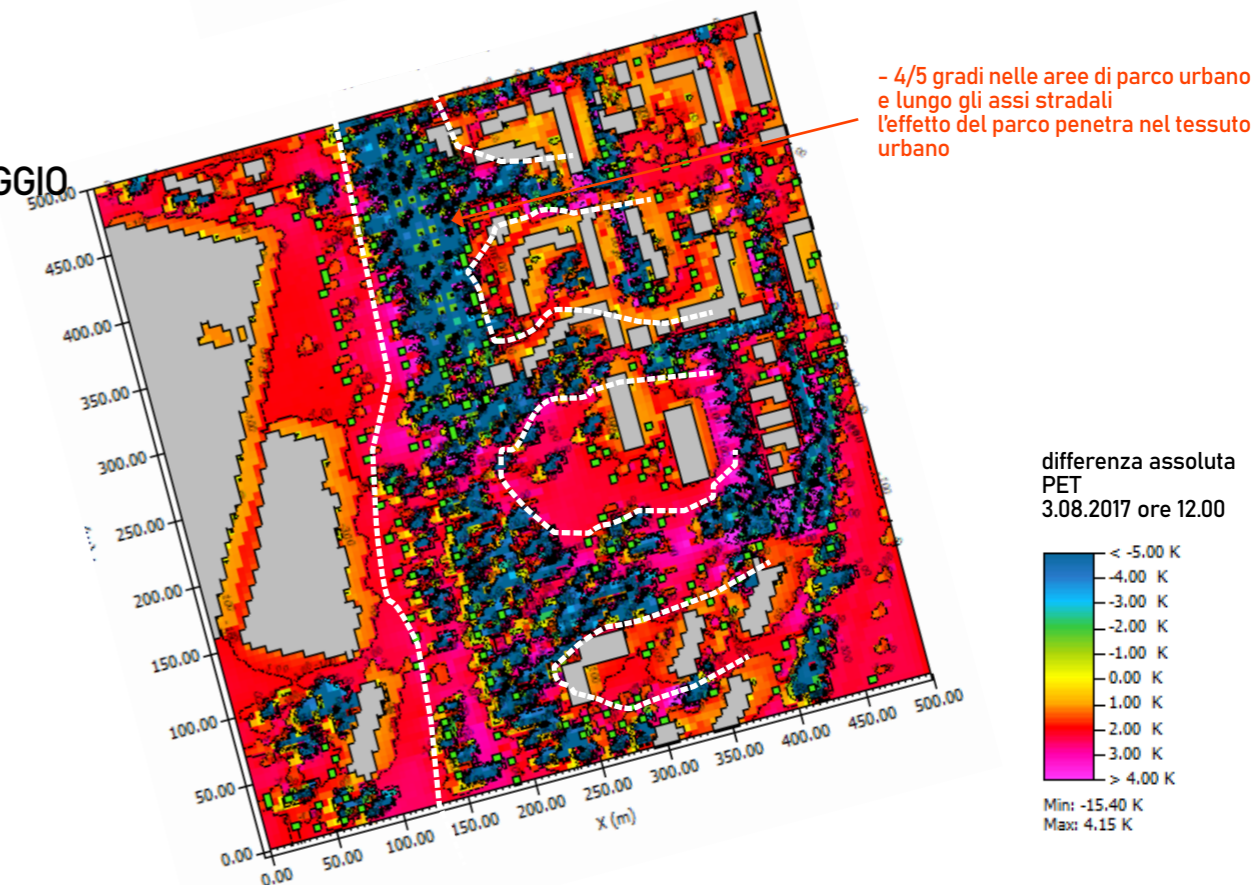 - 4/5 gradi nelle aree di parco urbano
e lungo gli assi stradali
l'effetto del parco penetra nel tessuto
urbano
GGIO
500.00
450.00
400.00
350.00
300.00
250.00
200.00
150.00
100.00
50.00
0.00
0.00
50.00
100.00
150.00
200.00
250.00
300.00
350.00
400.00
450.00
500.00
X (m)
differenza assoluta
PET
3.08.2017 ore 12.00
< -5.00 K
-4.00 K
-3.00 K
-2.00 K
-1.00 K
0.00 K
1.00 K
2.00 K
3.00 K
> 4.00 K
Min: -15.40 K
Max: 4.15 K